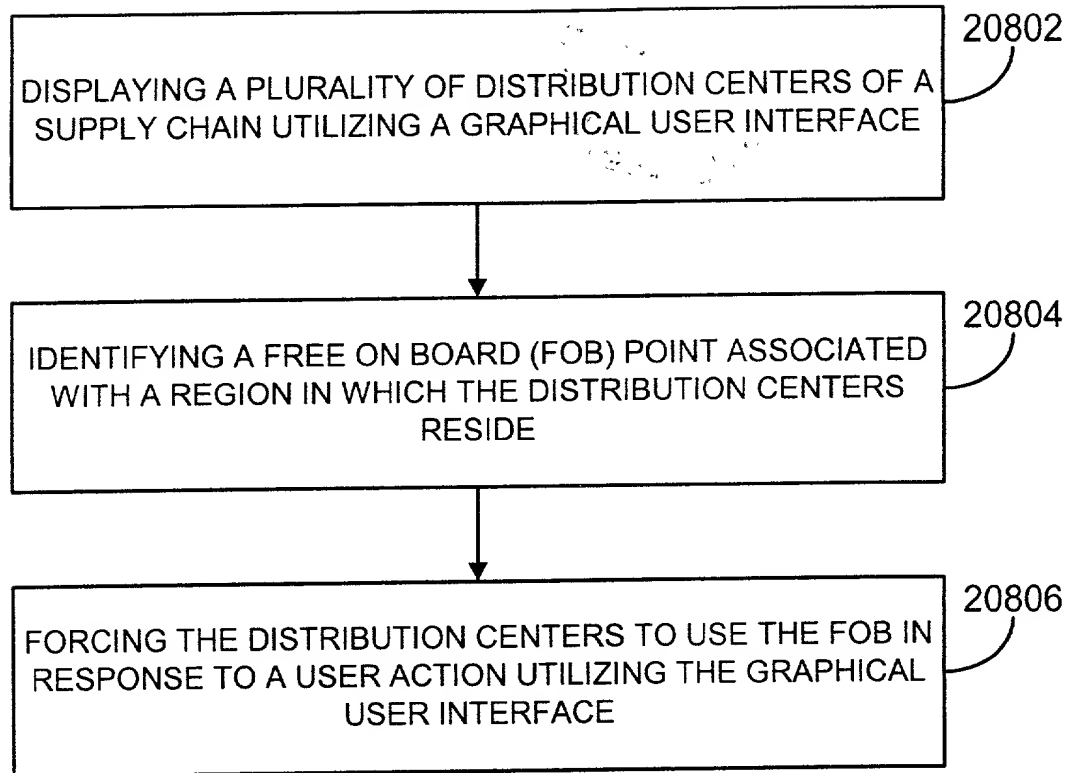 20802
DISPLAYING A PLURALITY OF DISTRIBUTION CENTERS OF A
SUPPLY CHAIN UTILIZING A GRAPHICAL USER INTERFACE
20804
IDENTIFYING A FREE ON BOARD (FOB) POINT ASSOCIATED
WITH A REGION IN WHICH THE DISTRIBUTION CENTERS
RESIDE
20806
FORCING THE DISTRIBUTION CENTERS TO USE THE FOB IN
RESPONSE TO A USER ACTION UTILIZING THE GRAPHICAL
USER INTERFACE